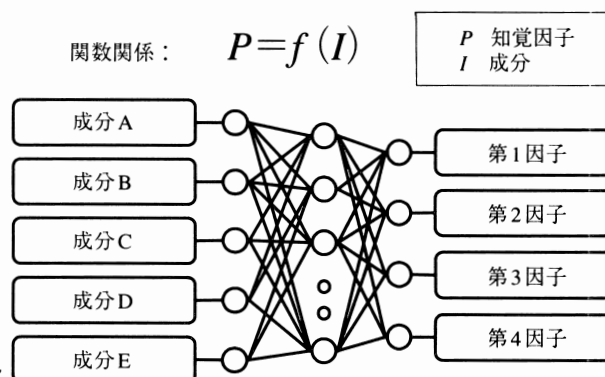 関数関係：
P=f(I)
P 知覚因子
I 成分
成分A
成分B
成分C
成分D
成分E
第1因子
第2因子
第3因子
第4因子